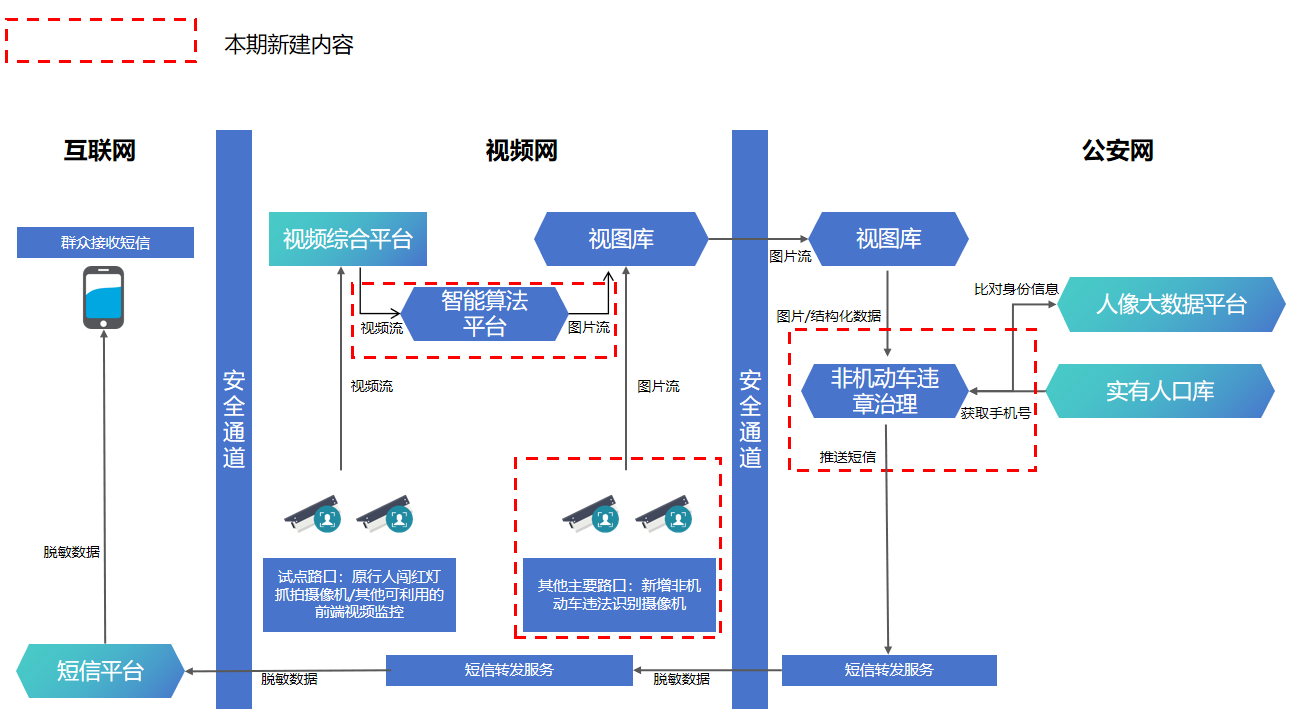 本期新建内容
互联网
视频网
公安网
群众接收短信
视频综合平台
视图库
视图库
图片流
智能算法
平台
视频流
图片流
比对身份信息
人像大数据平台
图片/结构化数据
视频流
图片流
安全通道
安全通道
非机动车违
章治理
实有人口库
获取手机号
推送短信
脱敏数据
试点路口：原行人闯红灯
抓拍摄像机/其他可利用的
前端视频监控
其他主要路口：新增非机
动车违法识别摄像机
短信平台
脱敏数据
短信转发服务
脱敏数据
短信转发服务